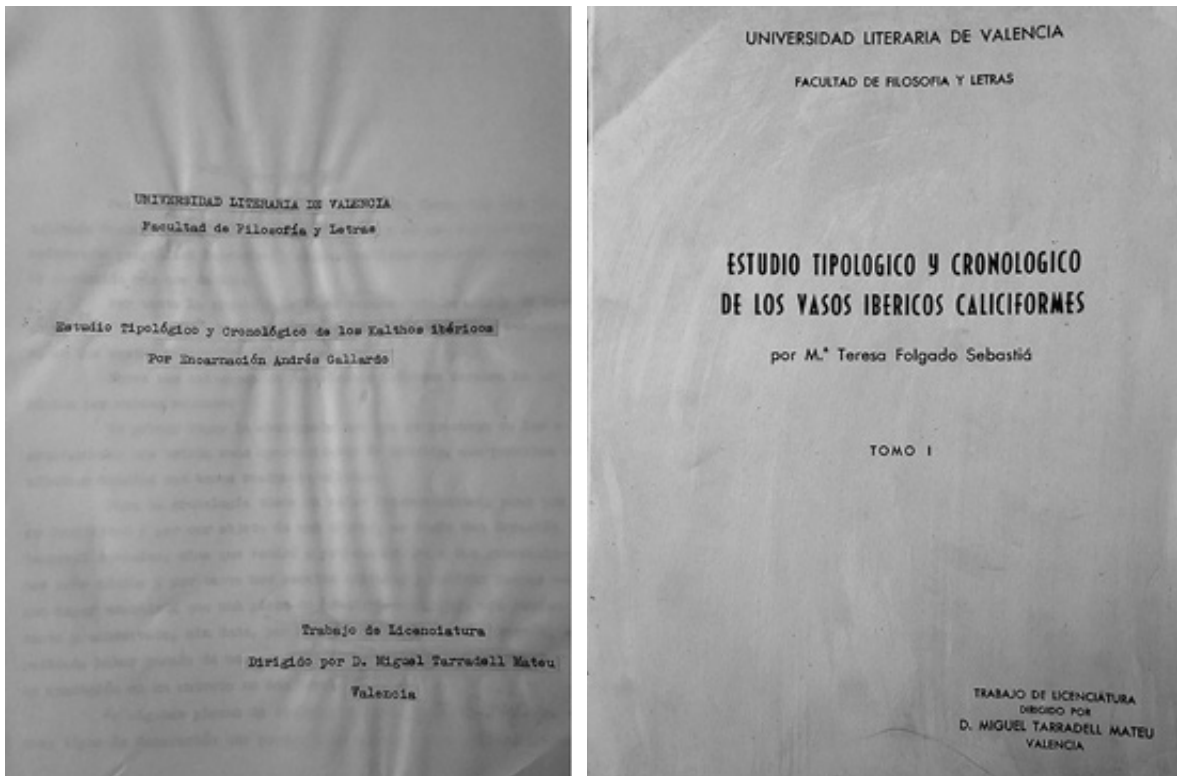 UNIVERSIDAD LITERARIA DE VALENCIA
Facultad de Filosofía y Letras
Estudio Tipológico y Cronológico de los Kalthos ibéricos
Por Encarnación Andrés Gallardo
Trabajo de Licenciatura
Dirigido por D. Miguel Tarradell Mateu
Valencia
UNIVERSIDAD LITERARIA DE VALENCIA
FACULTAD DE FILOSOFIA Y LETRAS
ESTUDIO TIPOLOGICO Y CRONOLOGICO
DE LOS VASOS IBERICOS CALICIFORMES
por M.ª Teresa Folgado Sebastiá
TOMO I
TRABAJO DE LICENCIATURA
DIRIGIDO POR
D. MIGUEL TARRADELL MATEU
VALENCIA